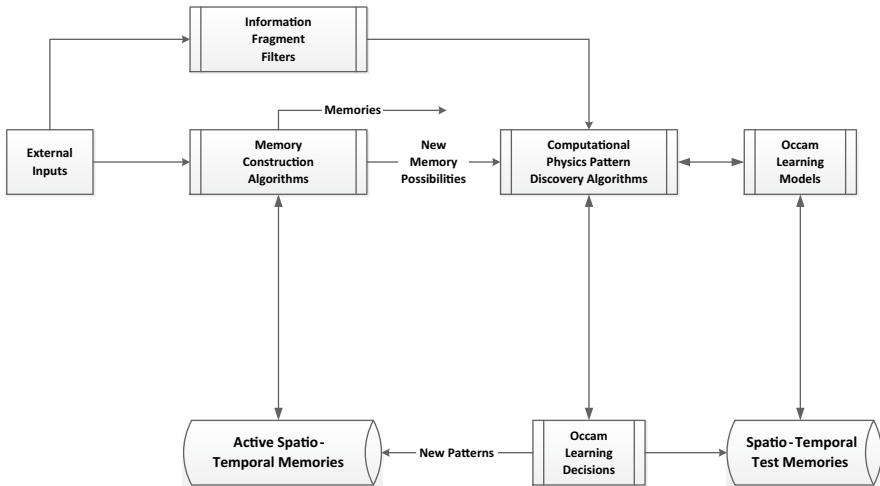 Information
Fragment
Filters
Memories
External
Inputs
Memory
Construction
Algorithms
New
Memory
Possibilities
Computational
Physics Pattern
Discovery Algorithms
Occam
Learning
Models
Active Spatio-
Temporal Memories
New Patterns
Occam
Learning
Decisions
Spatio-Temporal
Test Memories